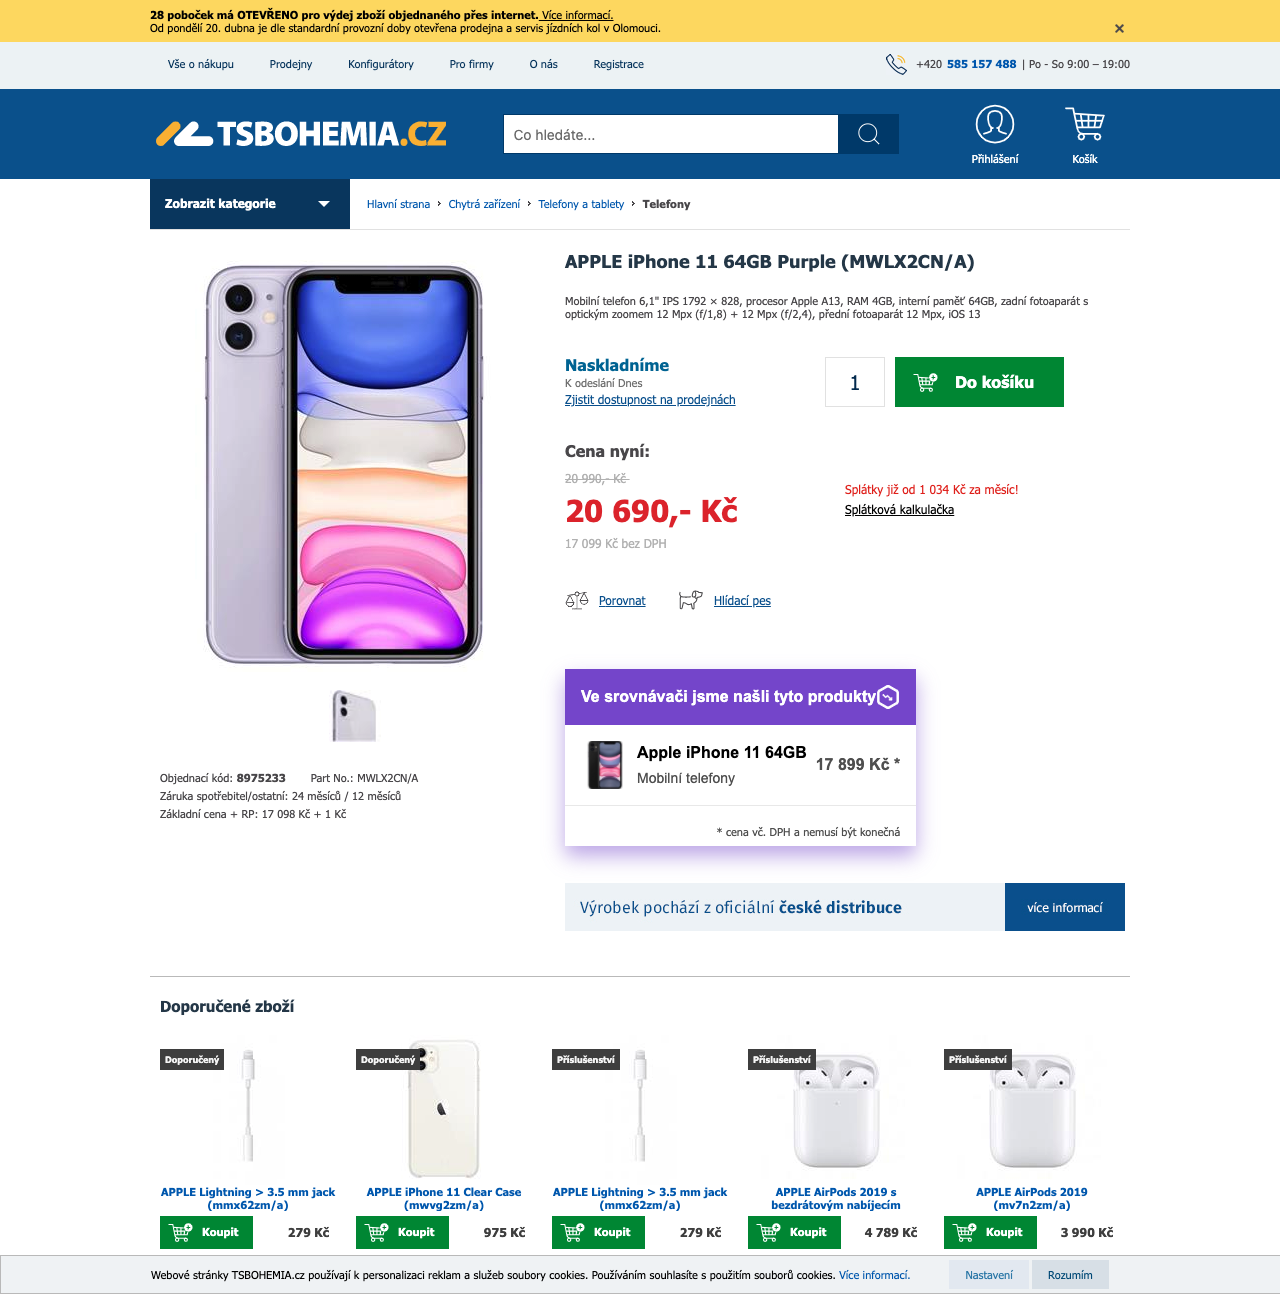 28 poboček má OTEVŘENO pro výdej zboží objednaného přes internet. Více informací.
Od pondělí 20. dubna je dle standardní provozní doby otevřena prodejna a servis jízdních kol v Olomouci.
×
Vše o nákupu Prodejny Konfigurátory Pro firmy O nás Registrace
+420 585 157 488 | Po - So 9:00 – 19:00
TSBOHEMIA.CZ
Co hledáte...
Přihlášení
Košík
Zobrazit kategorie
Hlavní strana › Chytrá zařízení › Telefony a tablety › Telefony
APPLE iPhone 11 64GB Purple (MWLX2CN/A)
Mobilní telefon 6,1" IPS 1792 × 828, procesor Apple A13, RAM 4GB, interní paměť 64GB, zadní fotoaparát s
optickým zoomem 12 Mpx (f/1,8) + 12 Mpx (f/2,4), přední fotoaparát 12 Mpx, iOS 13
Naskladníme
K odeslání Dnes
Zjistit dostupnost na prodejnách
1
Do košíku
Cena nyní:
20 990,- Kč
20 690,- Kč
17 099 Kč bez DPH
Splátky již od 1 034 Kč za měsíc!
Splátková kalkulačka
Porovnat
Hlídací pes
Objednací kód: 8975233 Part No.: MWLX2CN/A
Záruka spotřebitel/ostatní: 24 měsíců / 12 měsíců
Základní cena + RP: 17 098 Kč + 1 Kč
Ve srovnávači jsme našli tyto produkty
Apple iPhone 11 64GB
Mobilní telefony
17 899 Kč *
* cena vč. DPH a nemusí být konečná
Výrobek pochází z oficiální české distribuce
více informací
Doporučené zboží
Doporučený
APPLE Lightning > 3.5 mm jack
(mmx62zm/a)
Koupit 279 Kč
Doporučený
APPLE iPhone 11 Clear Case
(mwvg2zm/a)
Koupit 975 Kč
Příslušenství
APPLE Lightning > 3.5 mm jack
(mmx62zm/a)
Koupit 279 Kč
Příslušenství
APPLE AirPods 2019 s
bezdrátovým nabíjecím
Koupit 4 789 Kč
Příslušenství
APPLE AirPods 2019
(mv7n2zm/a)
Koupit 3 990 Kč
Webové stránky TSBOHEMIA.cz používají k personalizaci reklam a služeb soubory cookies. Používáním souhlasíte s použitím souborů cookies. Více informací.
Nastavení
Rozumím